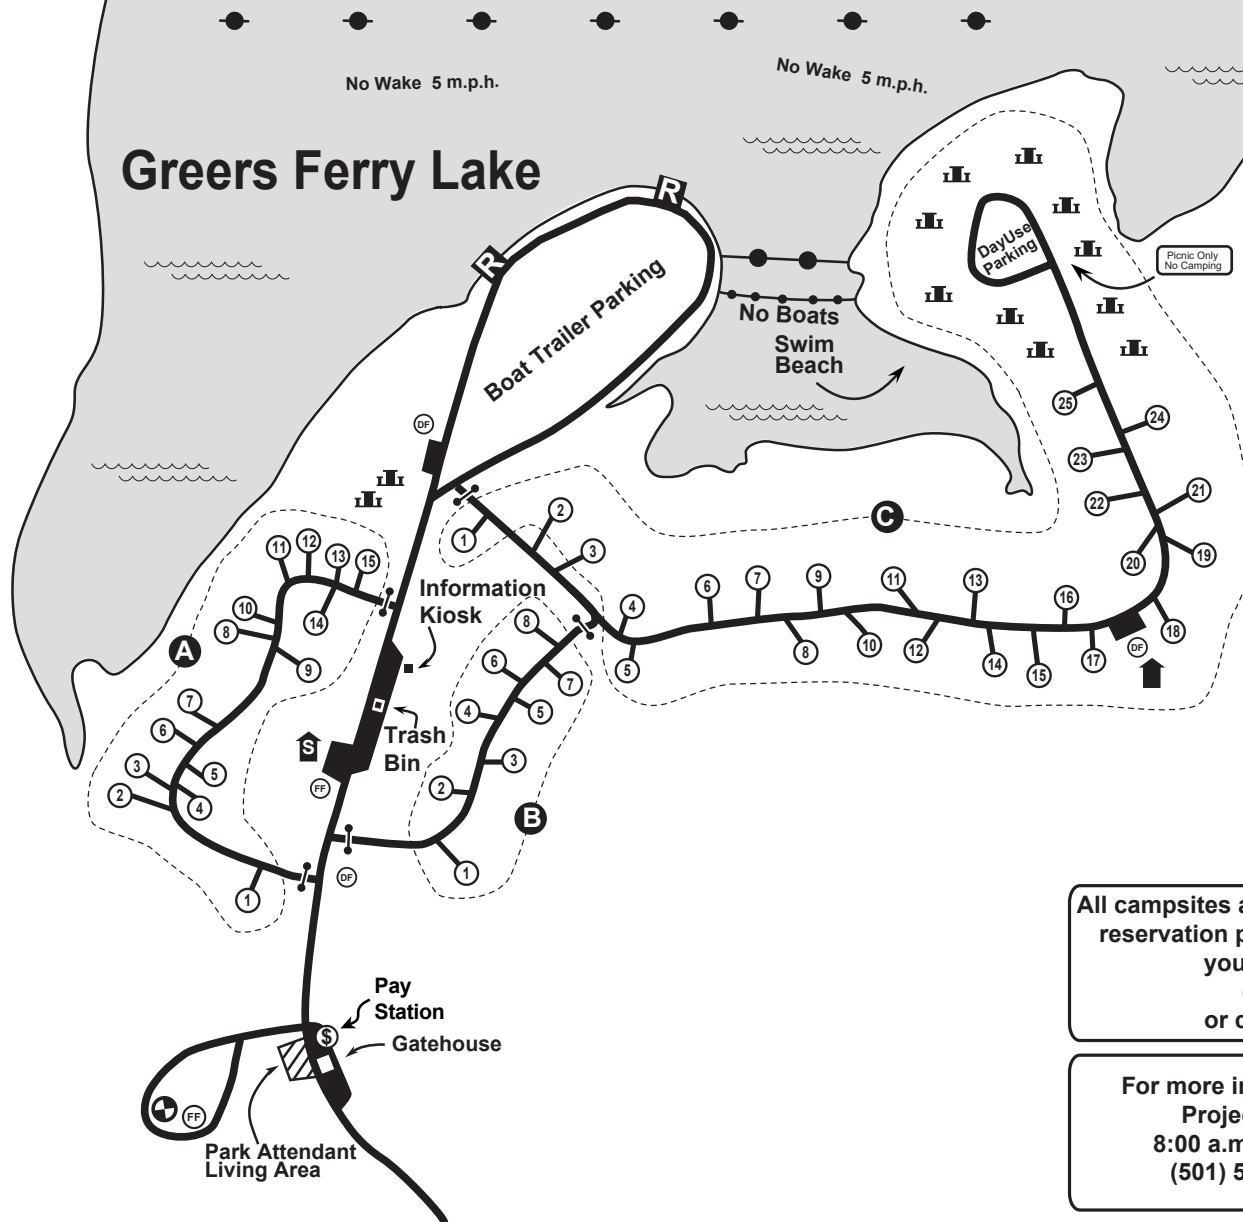 No Wake 5 m.p.h.
No Wake 5 m.p.h.
Greers Ferry Lake
R
R
Boat Trailer Parking
DayUse
Parking
Picnic Only
No Camping
No Boats
Swim
Beach
DF
25
24
23
22
21
20
19
18
DF
17
16
15
14
13
12
11
10
9
8
7
6
5
4
3
2
1
C
Information
Kiosk
Trash
Bin
S
FF
A
15
14
13
12
11
10
9
8
7
6
5
4
3
2
1
B
8
7
6
5
4
3
2
1
DF
Pay
Station
$
Gatehouse
FF
Park Attendant
Living Area
All campsites a
reservation p
you
or c
For more in
Projec
8:00 a.m
(501) 5